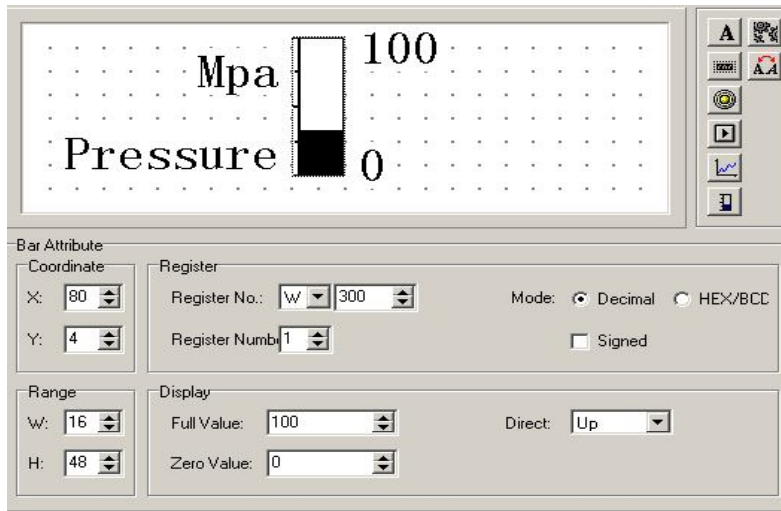 100
Mpa
Pressure 0
A
A A
Bar Attribute
Coordinate Register
X: 80 Register No.: W 300 Mode: Decimal HEX/BCD
Y: 4 Register Numb 1 Signed
Range Display
W: 16 Full Value: 100 Direct: Up
H: 48 Zero Value: 0